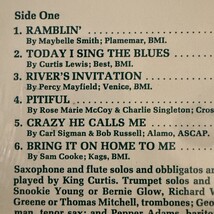 Side One
1. RAMBLIN'
By Maybelle Smith; Planemar, BMI.
2. TODAY I SING THE BLUES
By Curtis Lewis; Best, BMI.
3. RIVER'S INVITATION
By Percy Mayfield; Venice, BMI.
4. PITIFUL
By Rose Marie McCoy & Charlie Singleton; Cros
5. CRAZY HE CALLS ME
By Carl Sigman & Bob Russell; Alamo, ASCAP.
6. BRING IT ON HOME TO ME
By Sam Cooke; Kags, BMI.
Saxophone and flute solos and obbligatos o
played by King Curtis. Trumpet solos and
Snookie Young or Bernie Glow, Richard W
Greene or Thomas Mitchell, trombones; Geor
man, tenor sax; and Pepper Adams, bar